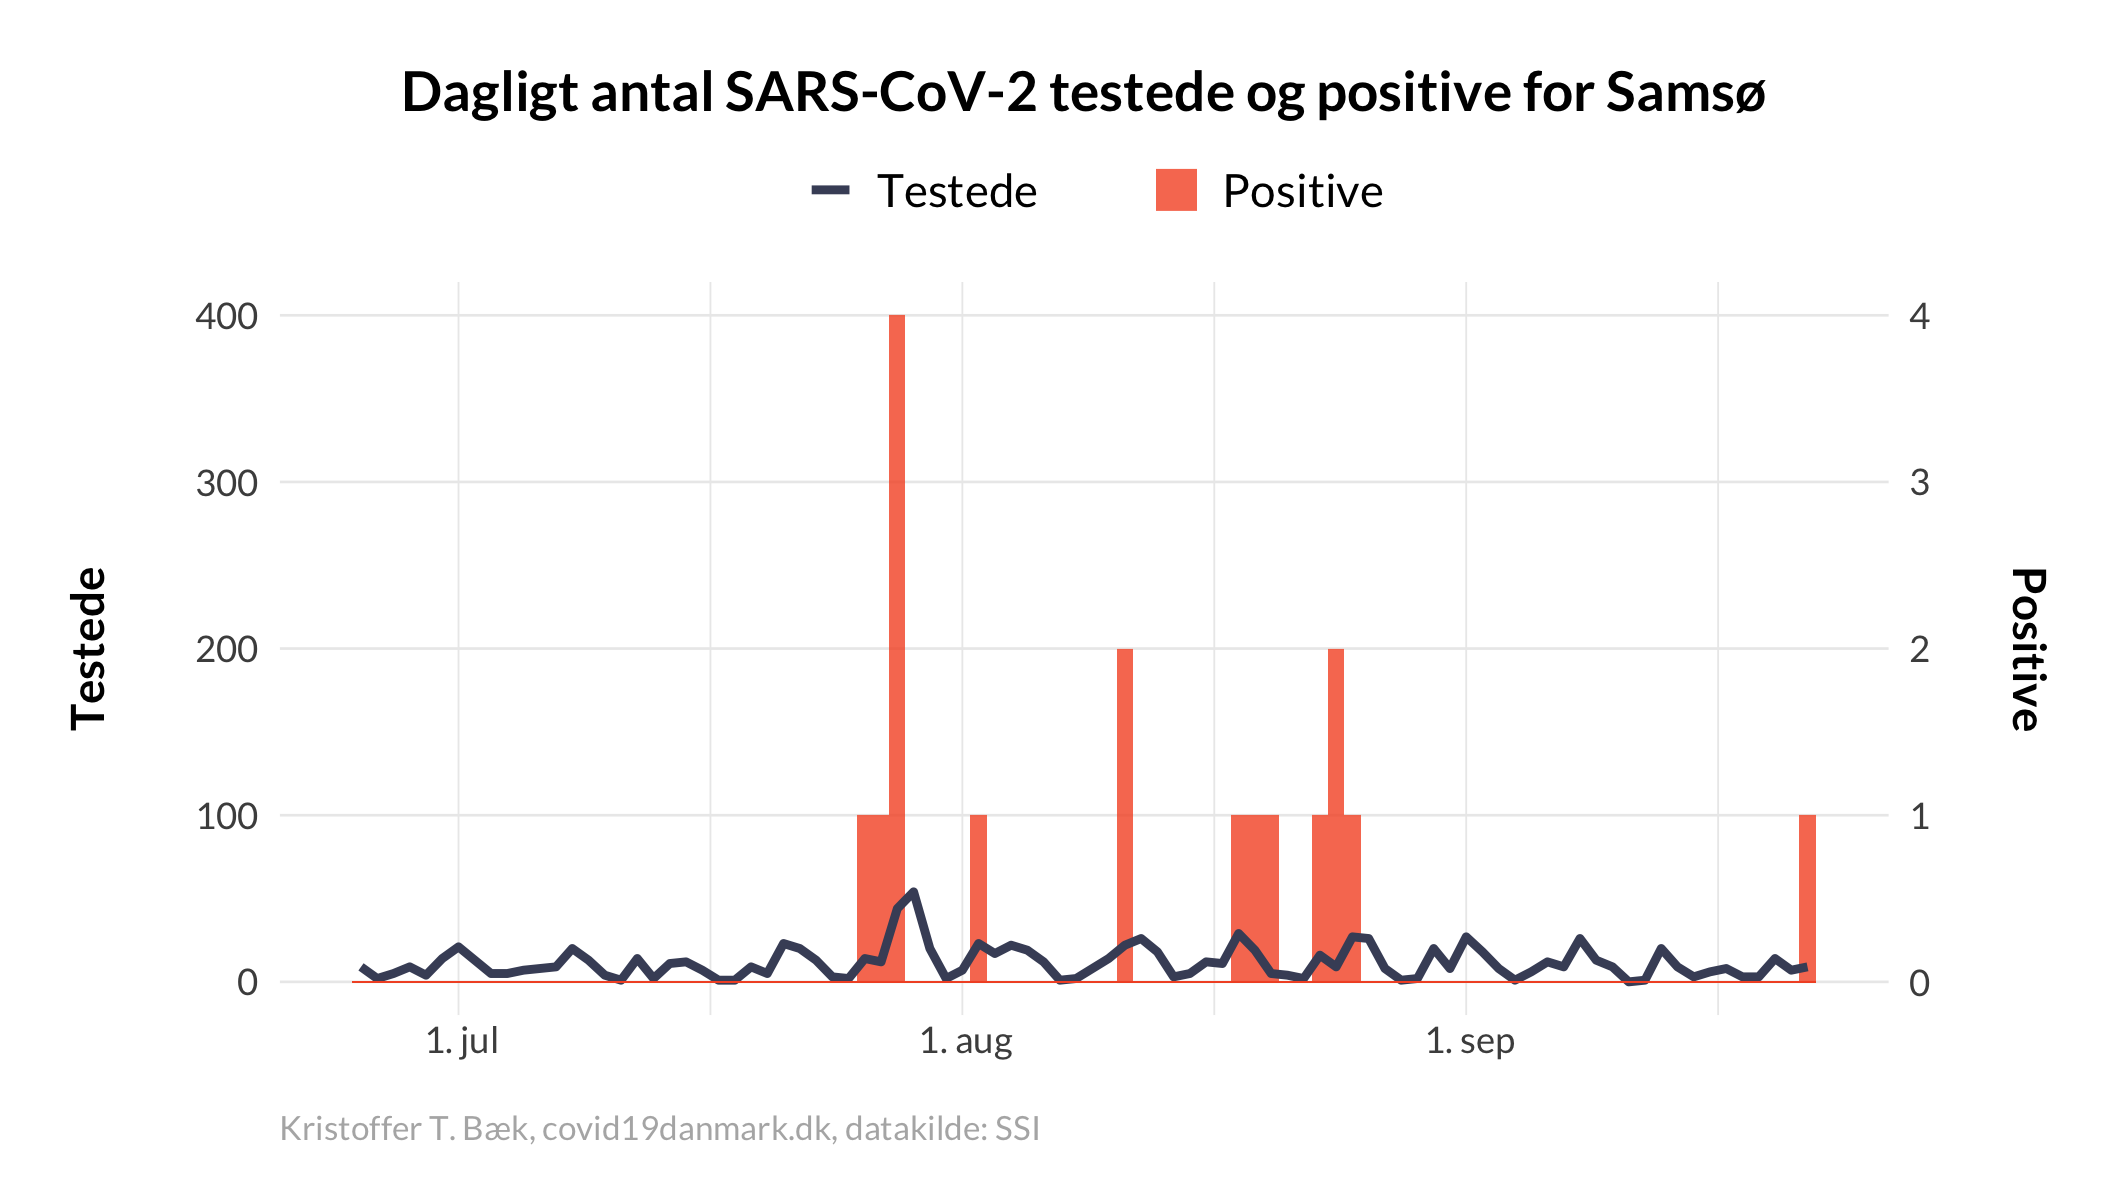 Dagligt antal SARS-CoV-2 testede og positive for Samsø
Testede
Positive
400
300
200
100
0
4
3
2
1
0
Testede
Positive
1. jul
1. aug
1. sep
Kristoffer T. Bæk, covid19danmark.dk, datakilde: SSI